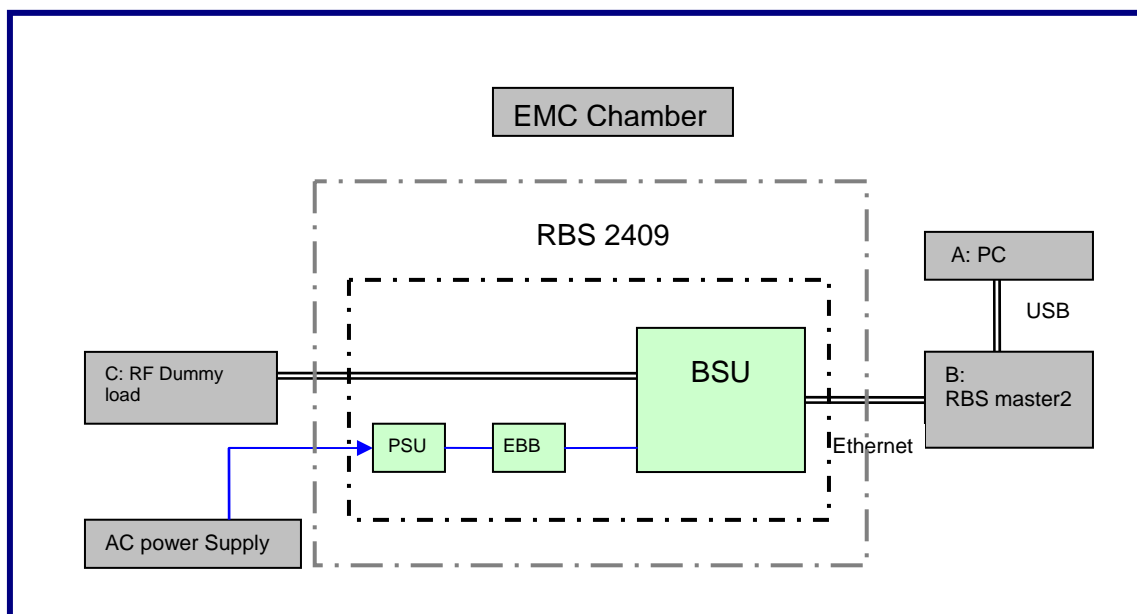 EMC Chamber
RBS 2409
A: PC
USB
C: RF Dummy
load
BSU
B:
RBS master2
PSU
EBB
Ethernet
AC power Supply